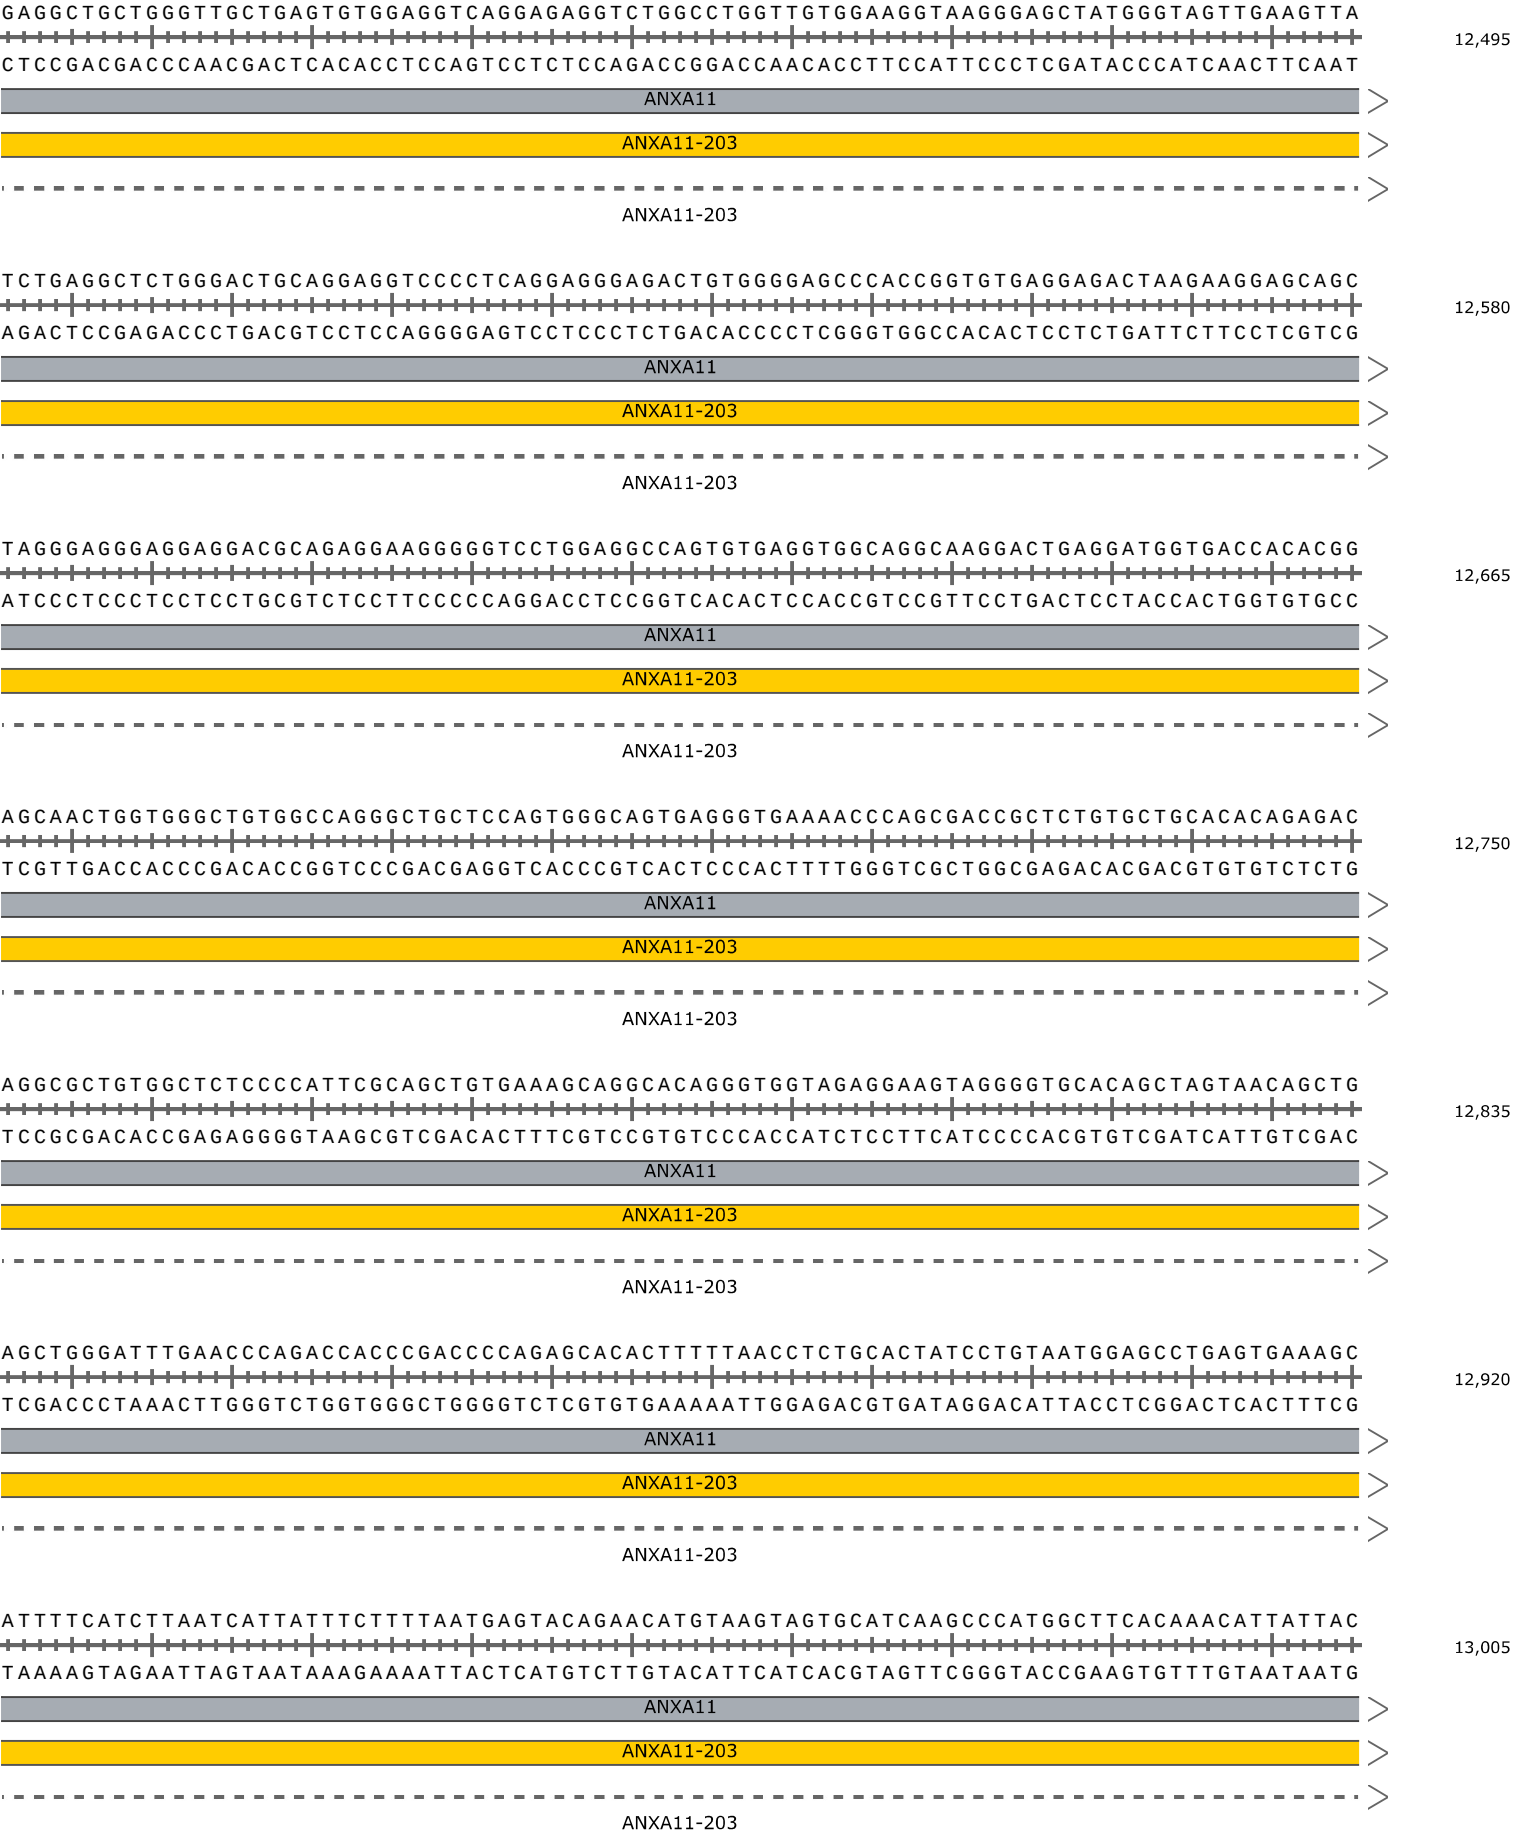 GAGGCTGCTGGGTTGCTGAGTGTGGAGGTCAGGAGAGGTCTGGCCTGGTTGTGGAAGGTAAGGGAGCTATGGGTAGTTGAAGTTA
12,495
CTCCGACGACCCAACGACTCACACCTCCAGTCCTCTCCAGACCGGACCAACACCTTCCATTCCCTCGATACCCATCAACTTCAAT
ANXA11
ANXA11-203
ANXA11-203
TCTGAGGCTCTGGGACTGCAGGAGGTCCCCTCAGGAGGGAGACTGTGGGGAGCCCACCGGTGTGAGGAGACTAAGAAGGAGCAGC
12,580
AGACTCCGAGACCCTGACGTCCTCCAGGGGAGTCCTCCCTCTGACACCCCTCGGGTGGCCACACTCCTCTGATTCTTCCTCGTCG
ANXA11
ANXA11-203
ANXA11-203
TAGGGAGGGAGGAGGACGCAGAGGAAGGGGGTCCTGGAGGCCAGTGTGAGGTGGCAGGCAAGGACTGAGGATGGTGACCACACGG
12,665
ATCCCTCCCTCCTCCTGCGTCTCCTTCCCCCAGGACCTCCGGTCACACTCCACCGTCCGTTCCTGACTCCTACCACTGGTGTGCC
ANXA11
ANXA11-203
ANXA11-203
AGCAACTGGTGGGCTGTGGCCAGGGCTGCTCCAGTGGGCAGTGAGGGTGAAAACCCAGCGACCGCTCTGTGCTGCACACAGAGAC
12,750
TCGTTGACCACCCGACACCGGTCCCGACGAGGTCACCCGTCACTCCCACTTTTGGGTCGCTGGCGAGACACGACGTGTGTCTCTG
ANXA11
ANXA11-203
ANXA11-203
AGGCGCTGTGGCTCTCCCCATTCGCAGCTGTGAAAGCAGGCACAGGGTGGTAGAGGAAGTAGGGGTGCACAGCTAGTAACAGCTG
12,835
TCCGCGACACCGAGAGGGGTAAGCGTCGACACTTTCGTCCGTGTCCCACCATCTCCTTCATCCCCACGTGTCGATCATTGTCGAC
ANXA11
ANXA11-203
ANXA11-203
AGCTGGGATTTGAACCCAGACCACCCGACCCCAGAGCACACTTTTTAACCTCTGCACTATCCTGTAATGGAGCCTGAGTGAAAGC
12,920
TCGACCCTAAACTTGGGTCTGGTGGGCTGGGGTCTCGTGTGAAAAATTGGAGACGTGATAGGACATTACCTCGGACTCACTTTCG
ANXA11
ANXA11-203
ANXA11-203
ATTTTCATCTTAATCATTATTTCTTTTAATGAGTACAGAACATGTAAGTAGTGCATCAAGCCCATGGCTTCACAAACATTATTAC
13,005
TAAAAGTAGAATTAGTAATAAAGAAAATTACTCATGTCTTGTACATTCATCACGTAGTTCGGGTACCGAAGTGTTTGTAATAATG
ANXA11
ANXA11-203
ANXA11-203